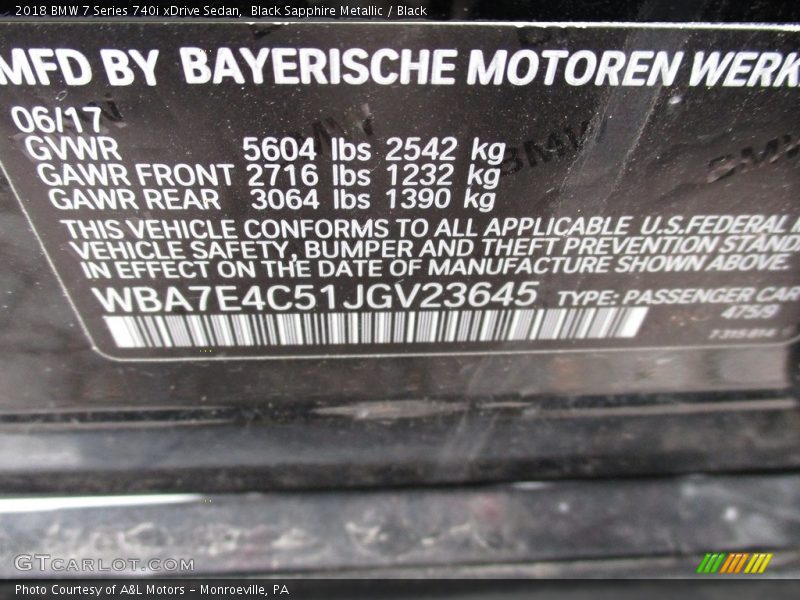 2018 BMW 7 Series 740i xDrive Sedan, Black Sapphire Metallic / Black
MFD BY BAYERISCHE MOTOREN WERK
06/17
GVWR 5604 lbs 2542 kg
GAWR FRONT 2716 lbs 1232 kg
GAWR REAR 3064 lbs 1390 kg
THIS VEHICLE CONFORMS TO ALL APPLICABLE U.S.FEDERAL M
VEHICLE SAFETY, BUMPER AND THEFT PREVENTION STAND
IN EFFECT ON THE DATE OF MANUFACTURE SHOWN ABOVE.
WBA7E4C51JGV23645 TYPE: PASSENGER CAR
475/9
GTCARLOT.COM
Photo Courtesy of A&L Motors – Monroeville, PA